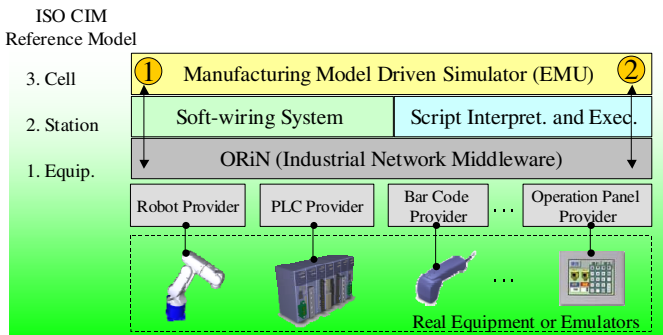 ISO CIM
Reference Model
3. Cell
1
Manufacturing Model Driven Simulator (EMU)
2
2. Station
Soft-wiring System
Script Interpret. and Exec.
1. Equip.
ORiN (Industrial Network Middleware)
Robot Provider
PLC Provider
Bar Code
Provider
...
Operation Panel
Provider
...
Real Equipment or Emulators